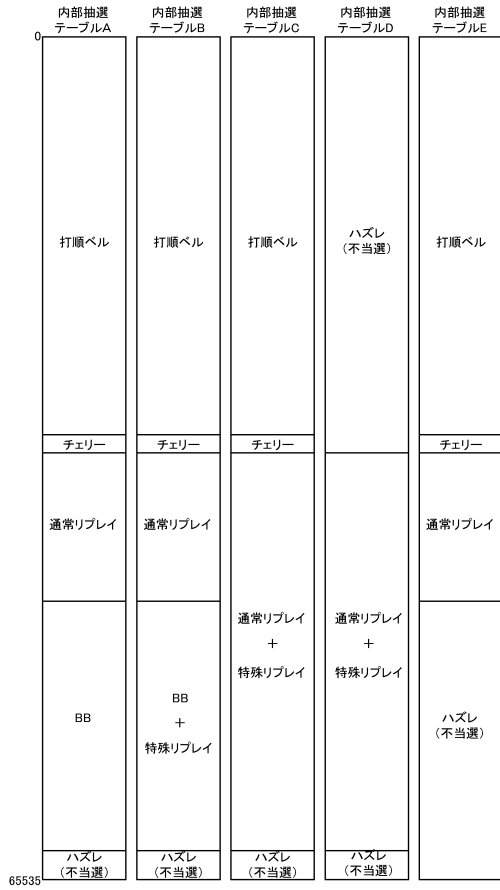 内部抽選
テーブルA
内部抽選
テーブルB
内部抽選
テーブルC
内部抽選
テーブルD
内部抽選
テーブルE
0
打順ベル
打順ベル
打順ベル
ハズレ
(不当選)
打順ベル
チェリー
チェリー
チェリー
チェリー
通常リプレイ
通常リプレイ
通常リプレイ
+
特殊リプレイ
通常リプレイ
+
特殊リプレイ
通常リプレイ
BB
BB
+
特殊リプレイ
ハズレ
(不当選)
ハズレ
(不当選)
ハズレ
(不当選)
ハズレ
(不当選)
ハズレ
(不当選)
65535